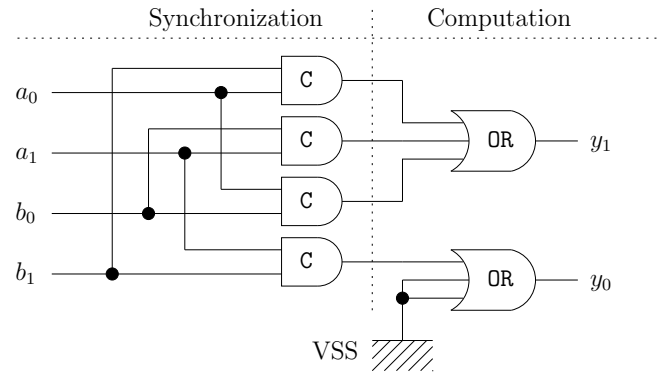 Synchronization Computation
a₀
C
a₁
C
OR
y₁
b₀
C
b₁
C
OR
y₀
VSS